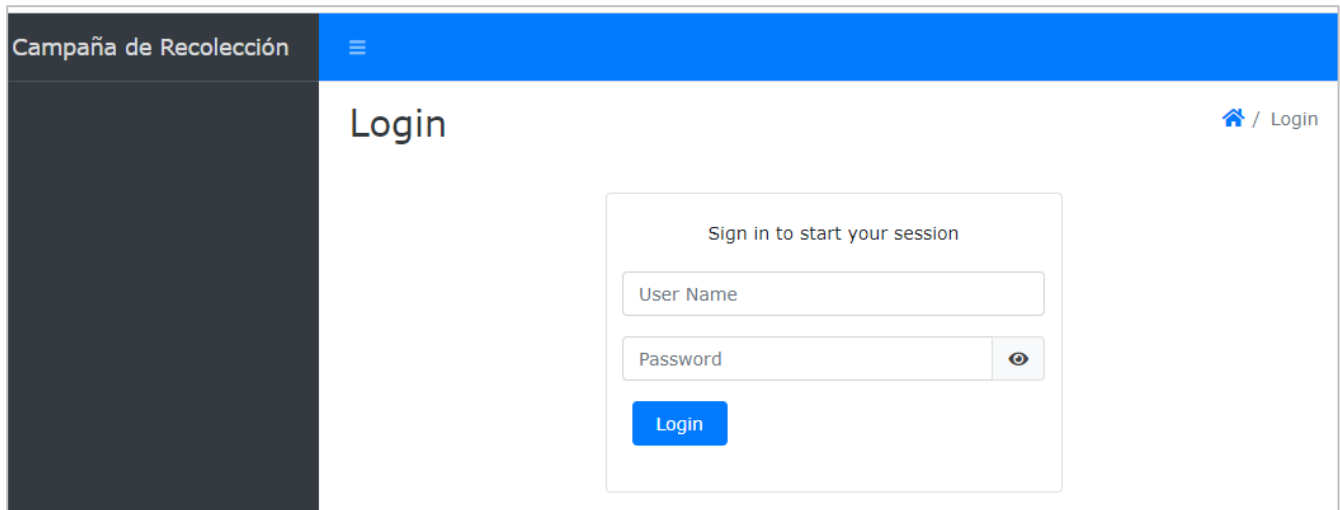 Campaña de Recolección
Login
/ Login
Sign in to start your session
User Name
Password
Login